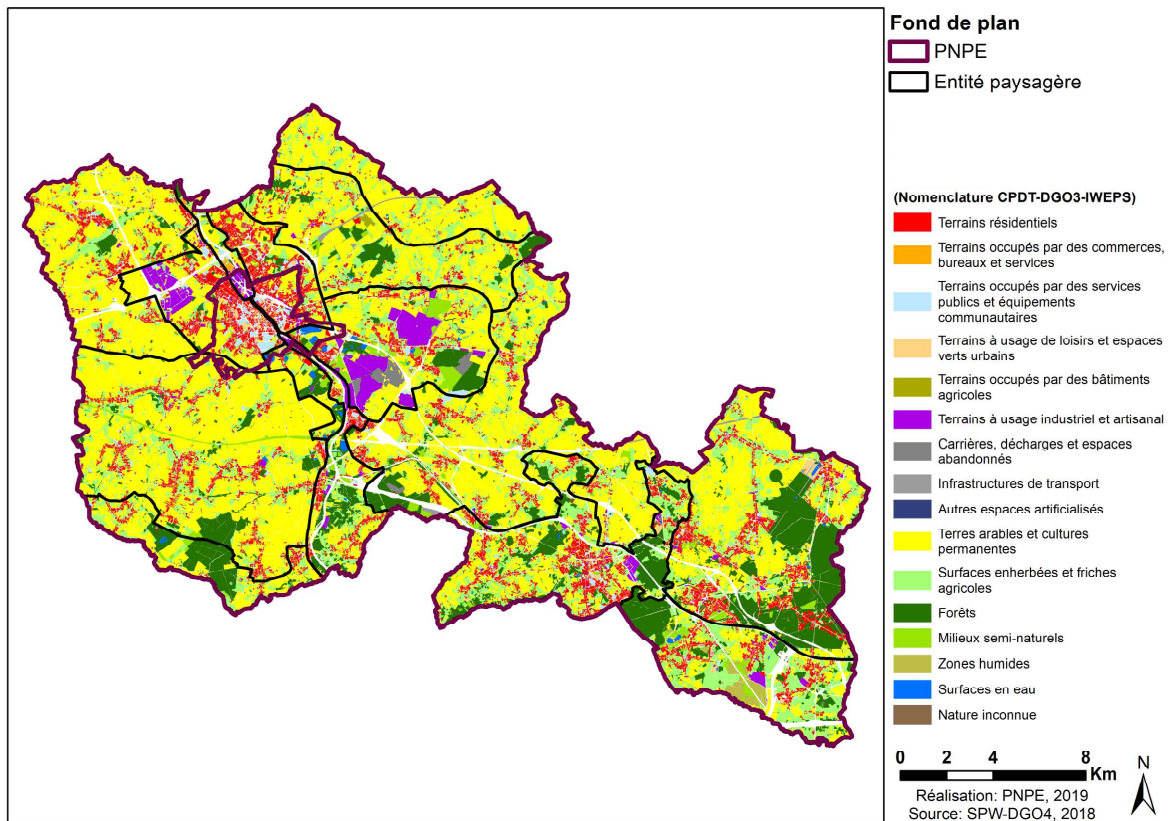 Fond de plan
PNPE
Entité paysagère
(Nomenclature CPDT-DGO3-IWEPS)
Terrains résidentiels
Terrains occupés par des commerces,
bureaux et services
Terrains occupés par des services
publics et équipements
communautaires
Terrains à usage de loisirs et espaces
verts urbains
Terrains occupés par des bâtiments
agricoles
Terrains à usage industriel et artisanal
Carrières, décharges et espaces
abandonnés
Infrastructures de transport
Autres espaces artificialisés
Terres arables et cultures
permanentes
Surfaces enherbées et friches
agricoles
Forêts
Milieux semi-naturels
Zones humides
Surfaces en eau
Nature inconnue
0 2 4 8
Km
N
Réalisation: PNPE, 2019
Source: SPW-DGO4, 2018